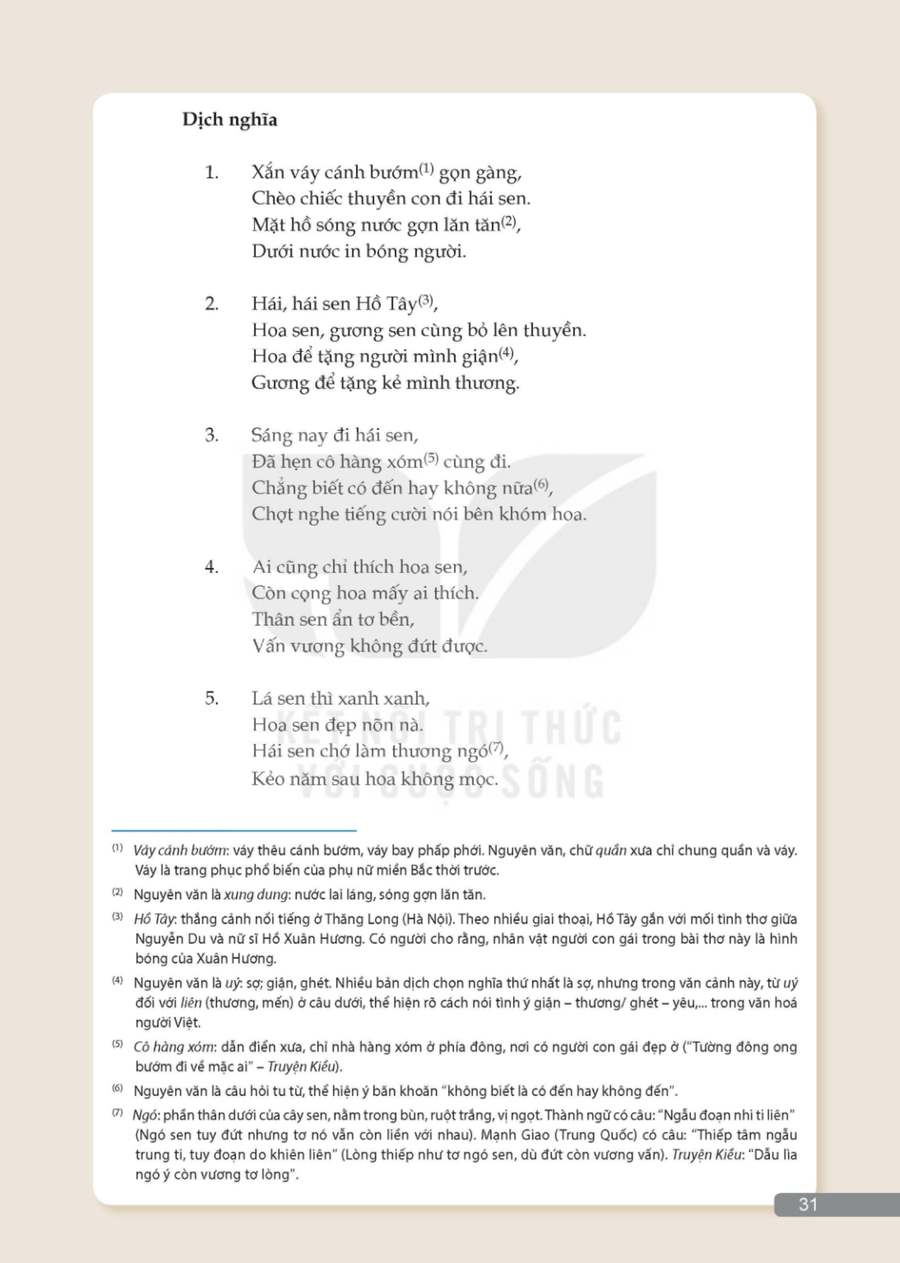 Dịch nghĩa
1. Xắn váy cánh bướm(1) gọn gàng,
Chèo chiếc thuyền con đi hái sen.
Mặt hồ sóng nước gợn lăn tăn(2),
Dưới nước in bóng người.
2. Hái, hái sen Hồ Tây(3),
Hoa sen, gương sen cùng bỏ lên thuyền.
Hoa để tặng người mình giận(4),
Gương để tặng kẻ mình thương.
3. Sáng nay đi hái sen,
Đã hẹn cô hàng xóm(5) cùng đi.
Chẳng biết có đến hay không nữa(6),
Chợt nghe tiếng cười nói bên khóm hoa.
4. Ai cũng chỉ thích hoa sen,
Còn cọng hoa mấy ai thích.
Thân sen ẩn tơ bền,
Vấn vương không đứt được.
5. Lá sen thì xanh xanh,
Hoa sen đẹp nõn nà.
Hái sen chớ làm thương ngó(7),
Kẻo năm sau hoa không mọc.
KẾT NỐI TRI THỨC
VỚI CUỘC SỐNG
(1) Váy cánh bướm: váy thêu cánh bướm, váy bay phấp phới. Nguyên văn, chữ quần xưa chỉ chung quần và váy.
Váy là trang phục phổ biến của phụ nữ miền Bắc thời trước.
(2) Nguyên văn là xung dung: nước lai láng, sóng gợn lăn tăn.
(3) Hồ Tây: thắng cảnh nổi tiếng ở Thăng Long (Hà Nội). Theo nhiều giai thoại, Hồ Tây gắn với mối tình thơ giữa
Nguyễn Du và nữ sĩ Hồ Xuân Hương. Có người cho rằng, nhân vật người con gái trong bài thơ này là hình
bóng của Xuân Hương.
(4) Nguyên văn là uý: sợ; giận, ghét. Nhiều bản dịch chọn nghĩa thứ nhất là sợ, nhưng trong văn cảnh này, từ uý
đối với liên (thương, mến) ở câu dưới, thể hiện rõ cách nói tình ý giận – thương/ ghét – yêu,... trong văn hoá
người Việt.
(5) Cô hàng xóm: dẫn điển xưa, chỉ nhà hàng xóm ở phía đông, nơi có người con gái đẹp ở (“Tường đông ong
bướm đi về mặc ai” – Truyện Kiều).
(6) Nguyên văn là câu hỏi tu từ, thể hiện ý băn khoăn “không biết là có đến hay không đến”.
(7) Ngó: phần thân dưới của cây sen, nằm trong bùn, ruột trắng, vị ngọt. Thành ngữ có câu: “Ngẫu đoạn nhi ti liên”
(Ngó sen tuy đứt nhưng tơ nó vẫn còn liền với nhau). Mạnh Giao (Trung Quốc) có câu: “Thiếp tâm ngẫu
trung ti, tuy đoạn do khiên liên” (Lòng thiếp như tơ ngó sen, dù đứt còn vương vấn). Truyện Kiều: “Dẫu lìa
ngó ý còn vương tơ lòng”.
31